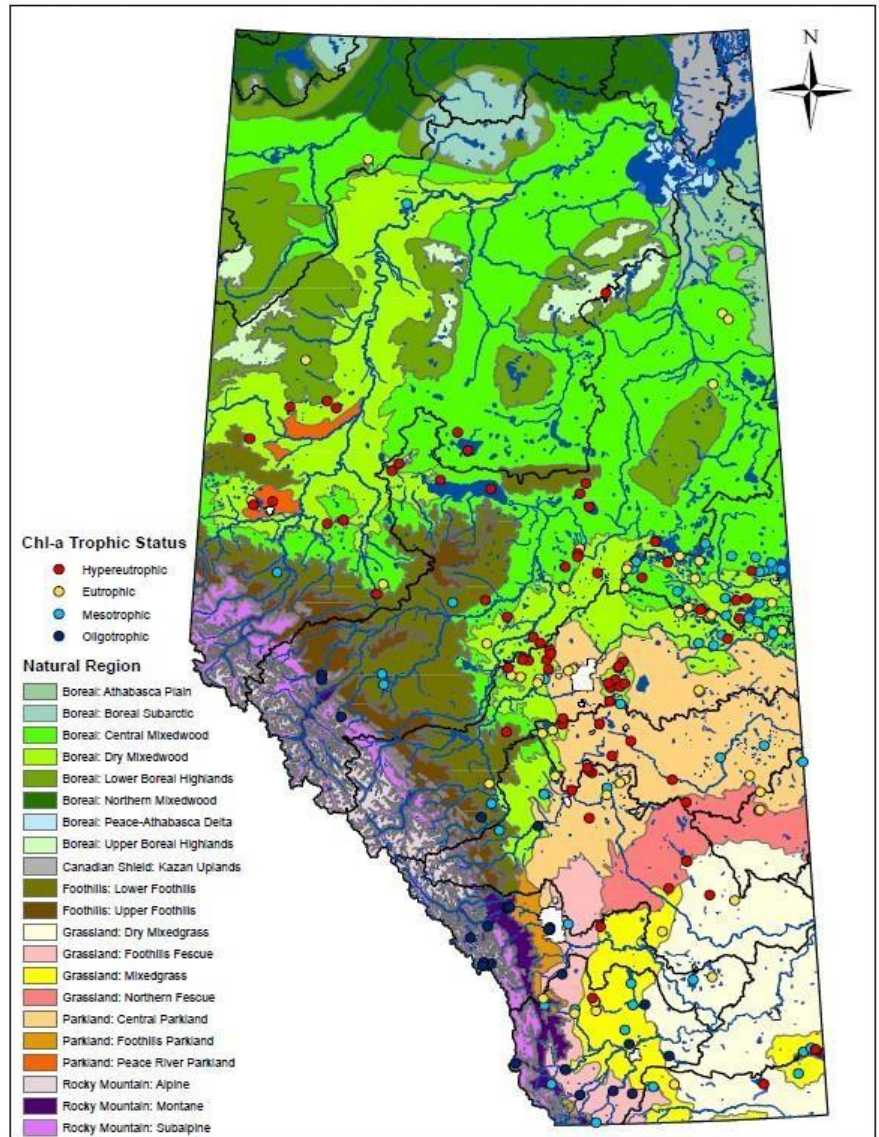 N
Chl-a Trophic Status
Hypereutrophic
Eutrophic
Mesotrophic
Oligotrophic
Natural Region
Boreal: Athabasca Plain
Boreal: Boreal Subarctic
Boreal: Central Mixedwood
Boreal: Dry Mixedwood
Boreal: Lower Boreal Highlands
Boreal: Northern Mixedwood
Boreal: Peace-Athabasca Delta
Boreal: Upper Boreal Highlands
Canadian Shield: Kazan Uplands
Foothills: Lower Foothills
Foothills: Upper Foothills
Grassland: Dry Mixedgrass
Grassland: Foothills Fescue
Grassland: Mixedgrass
Grassland: Northern Fescue
Parkland: Central Parkland
Parkland: Foothills Parkland
Parkland: Peace River Parkland
Rocky Mountain: Alpine
Rocky Mountain: Montane
Rocky Mountain: Subalpine